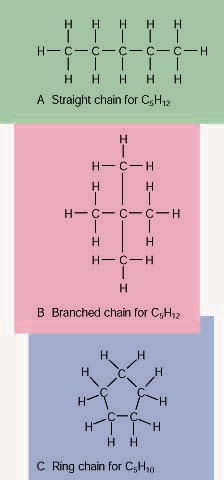 H H H H H
H—C—C—C—C—C—H
H H H H H
A Straight chain for C₅H₁₂
H
H—C—H
H H
H—C—C—C—H
H H
H—C—H
H
B Branched chain for C₅H₁₂
H H
H C H
H C C H
H C C H
H H
C Ring chain for C₅H₁₀